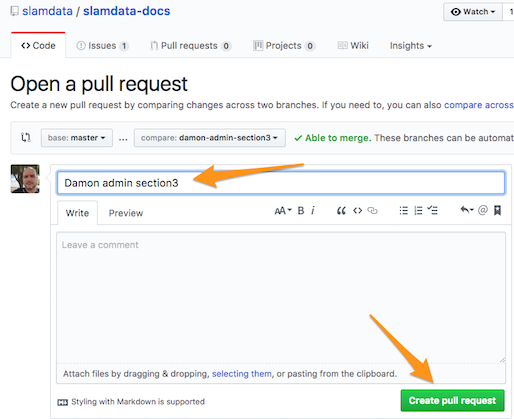 slamdata / slamdata-docs
Watch 1
Code Issues 1 Pull requests 0 Projects 0 Wiki Insights
Open a pull request
Create a new pull request by comparing changes across two branches. If you need to, you can also compare across
base: master ... compare: damon-admin-section3 Able to merge. These branches can be automat
Damon admin section3
Write Preview AA B i
Leave a comment
Attach files by dragging & dropping, selecting them, or pasting from the clipboard.
Styling with Markdown is supported Create pull request